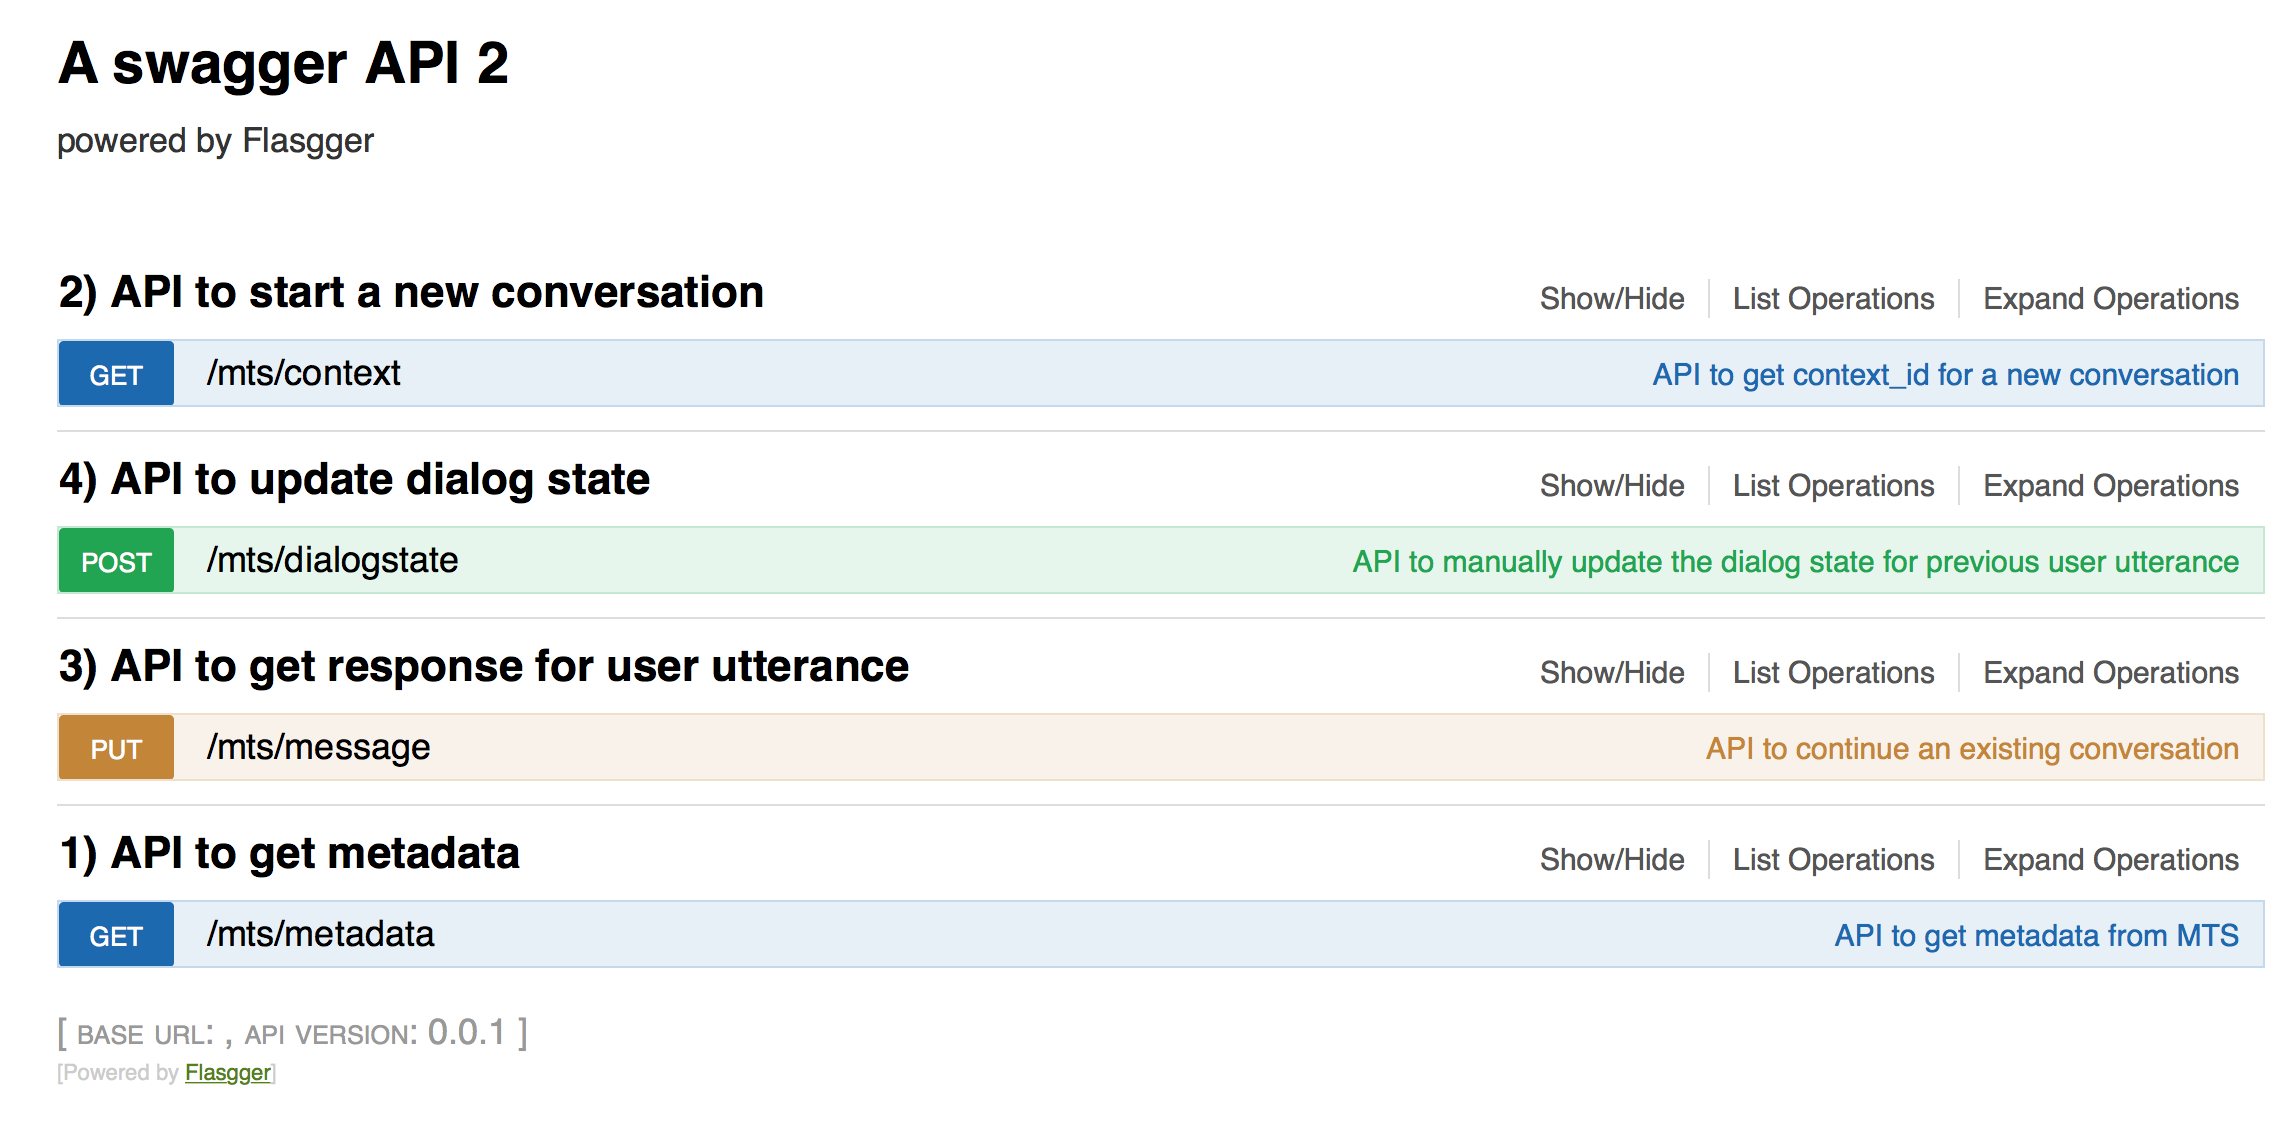 A swagger API 2
powered by Flasgger
2) API to start a new conversation Show/Hide List Operations Expand Operations
GET /mts/context API to get context_id for a new conversation
4) API to update dialog state Show/Hide List Operations Expand Operations
POST /mts/dialogstate API to manually update the dialog state for previous user utterance
3) API to get response for user utterance Show/Hide List Operations Expand Operations
PUT /mts/message API to continue an existing conversation
1) API to get metadata Show/Hide List Operations Expand Operations
GET /mts/metadata API to get metadata from MTS
[ BASE URL: , API VERSION: 0.0.1 ]
[Powered by Flasgger]